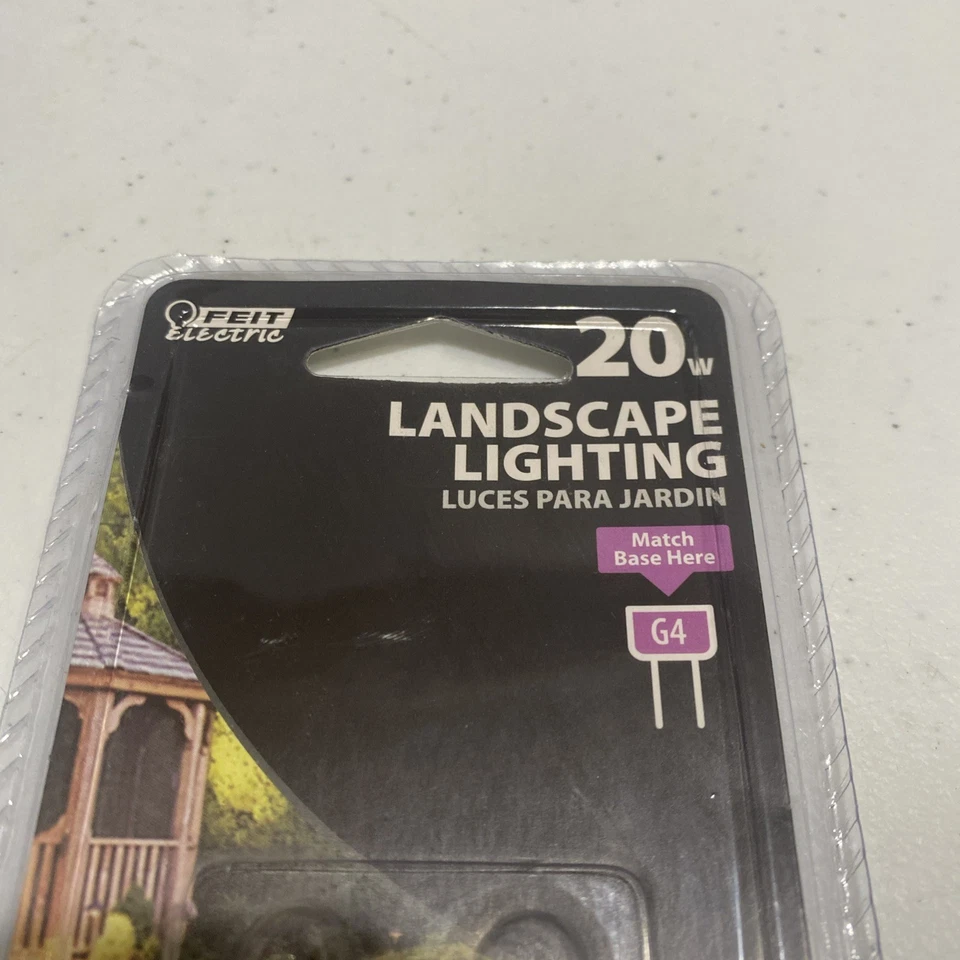 FEIT
Electric
20W
LANDSCAPE
LIGHTING
LUCES PARA JARDIN
Match
Base Here
G4